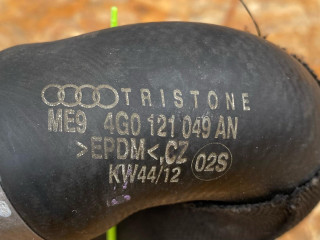 TRISTONE
ME9 4G0 121 049 AN
>EPDM<,CZ
KW44/12 02S